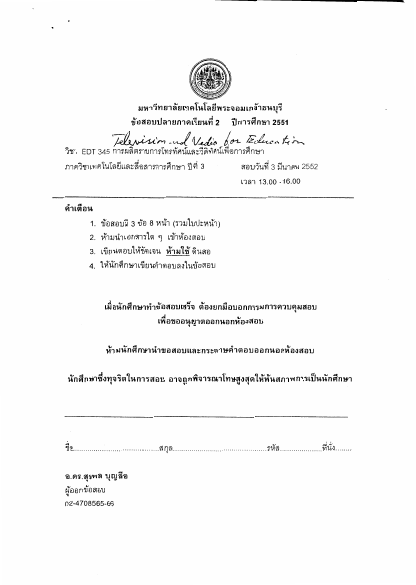 มหาวิทยาลัยเทคโนโลยีพระจอมเกล้าธนบุรี
ข้อสอบปลายภาคเรียนที่ 2 ปีการศึกษา 2551
Television and Vedio for Education
วิชา EDT 345 การผลิตรายการโทรทัศน์และวีดิทัศน์เพื่อการศึกษา
ภาควิชาเทคโนโลยีและสื่อสารการศึกษา ปีที่ 3 สอบวันที่ 3 มีนาคม 2552
เวลา 13.00 -16.00
คำเตือน
1. ข้อสอบมี 3 ข้อ 8 หน้า (รวมใบปะหน้า)
2. ห้ามนำเอกสารใด ๆ เข้าห้องสอบ
3. เขียนตอบให้ชัดเจน ห้ามใช้ ดินสอ
4. ให้นักศึกษาเขียนคำตอบลงในข้อสอบ
เมื่อนักศึกษาทำข้อสอบเสร็จ ต้องยกมือบอกกรรมการควบคุมสอบ
เพื่อขออนุญาตออกนอกห้องสอบ
ห้ามนักศึกษานำข้อสอบและกระดาษคำตอบออกนอกห้องสอบ
นักศึกษาซึ่งทุจริตในการสอบ อาจถูกพิจารณาโทษสูงสุดให้พ้นสภาพการเป็นนักศึกษา
ชื่อ..............................สกุล..............................รหัส..................ที่นั่ง.......
อ.ดร.สุรพล บุญลือ
ผู้ออกข้อสอบ
02-4708565-66